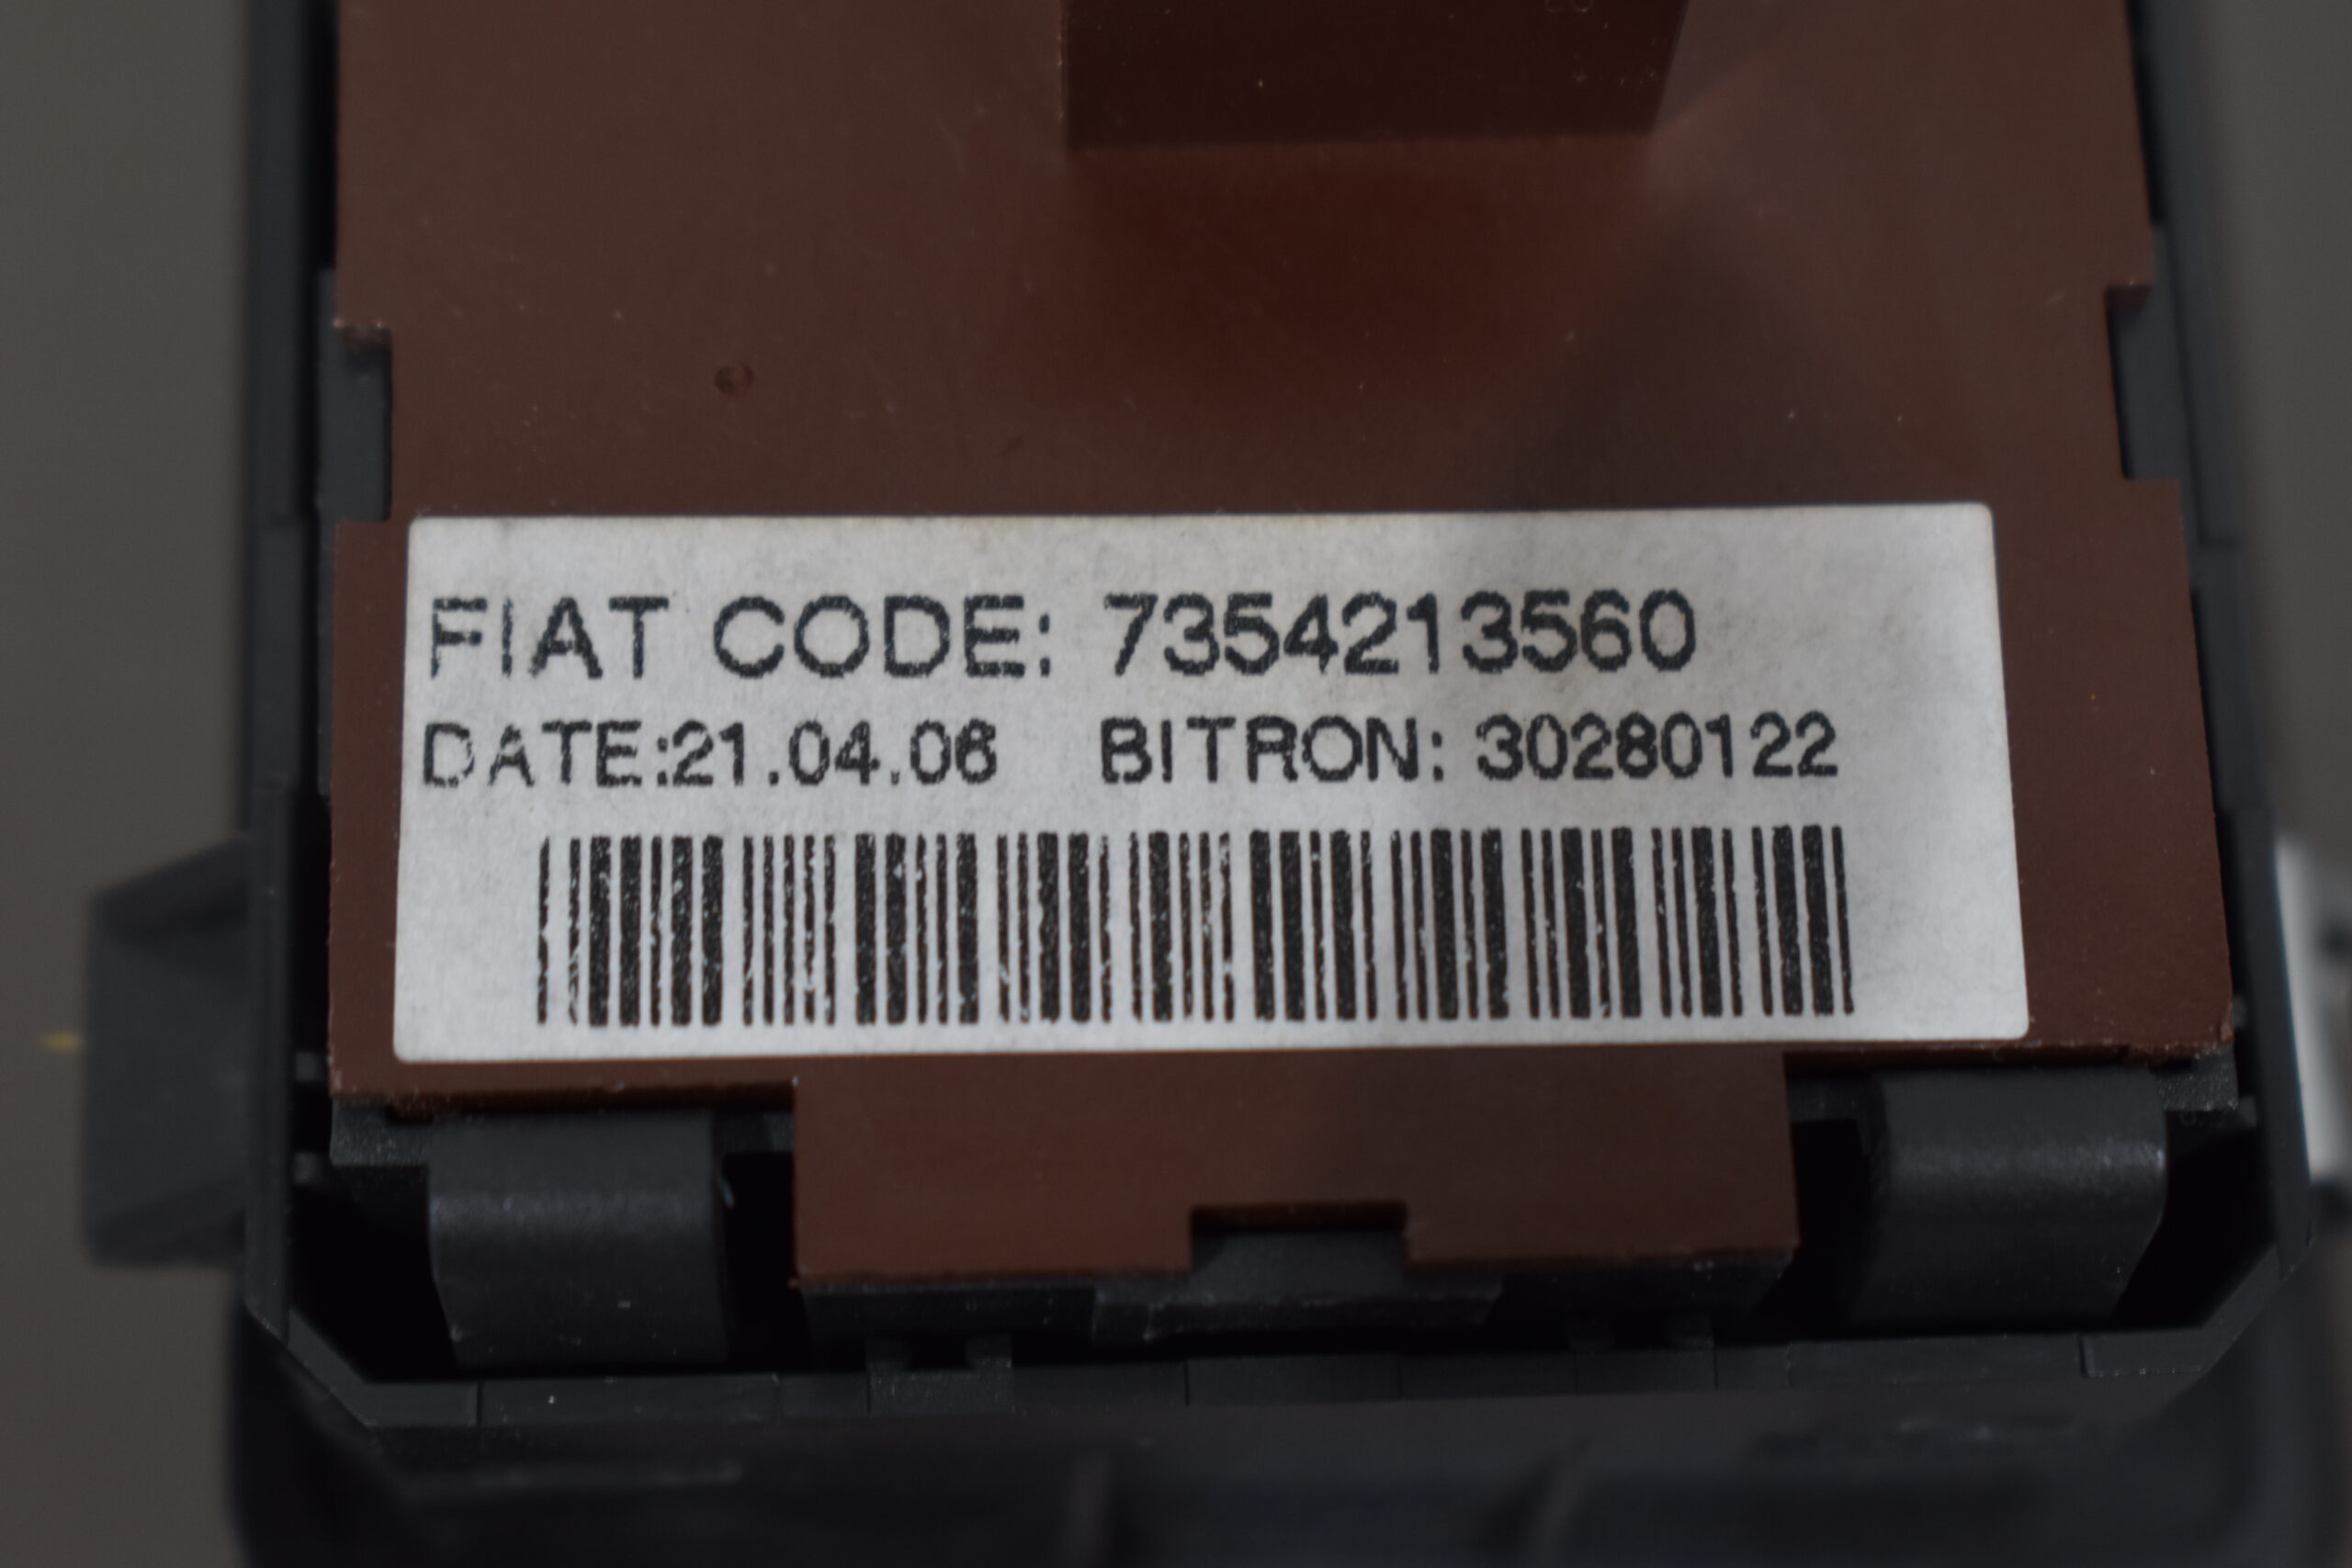 FIAT CODE: 7354213560
DATE:21.04.06 BITRON: 30280122